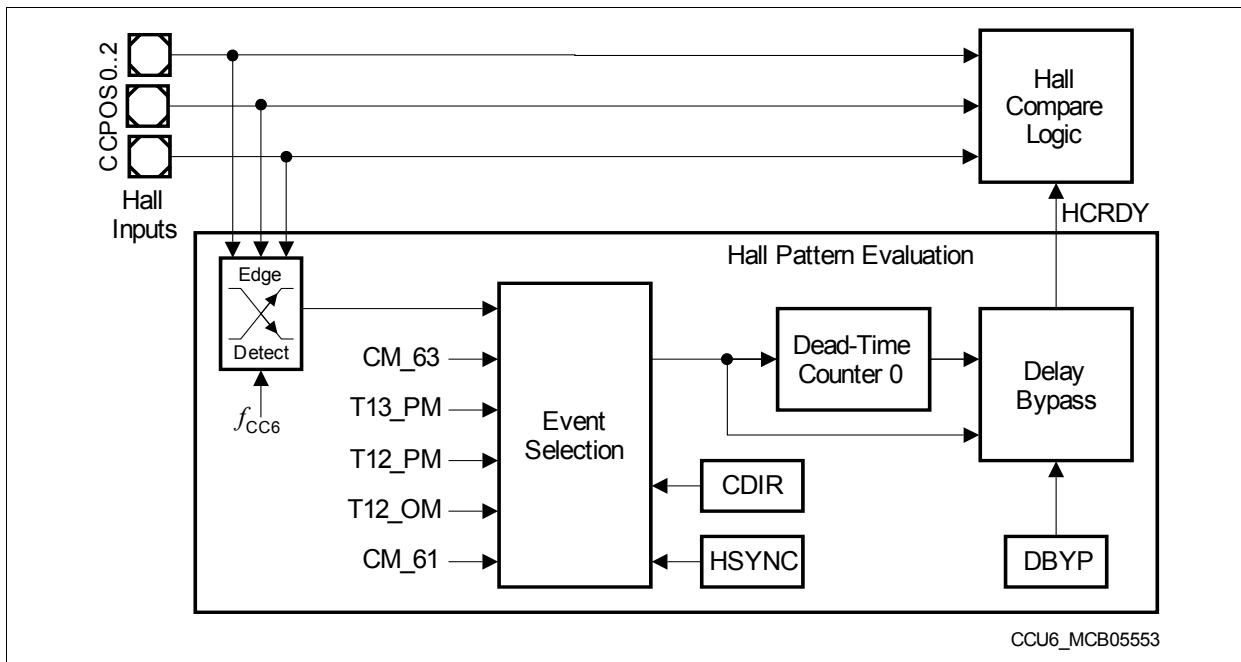 CCPOS0..2
Hall
Inputs
Hall
Compare
Logic
HCRDY
Hall Pattern Evaluation
Edge
Detect
fCC6
CM_63
T13_PM
T12_PM
T12_OM
CM_61
Event
Selection
Dead-Time
Counter 0
Delay
Bypass
CDIR
HSYNC
DBYP
CCU6_MCB05553